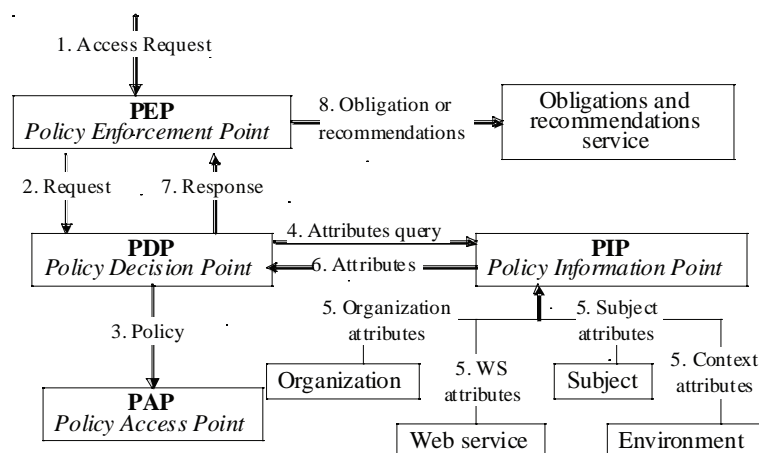 1. Access Request
PEP
Policy Enforcement Point
8. Obligation or
recommendations
Obligations and
recommendations
service
2. Request
7. Response
PDP
Policy Decision Point
4. Attributes query
6. Attributes
PIP
Policy Information Point
3. Policy
5. Organization
attributes
5. Subject
attributes
5. WS
attributes
5. Context
attributes
Organization
Subject
PAP
Policy Access Point
Web service
Environment